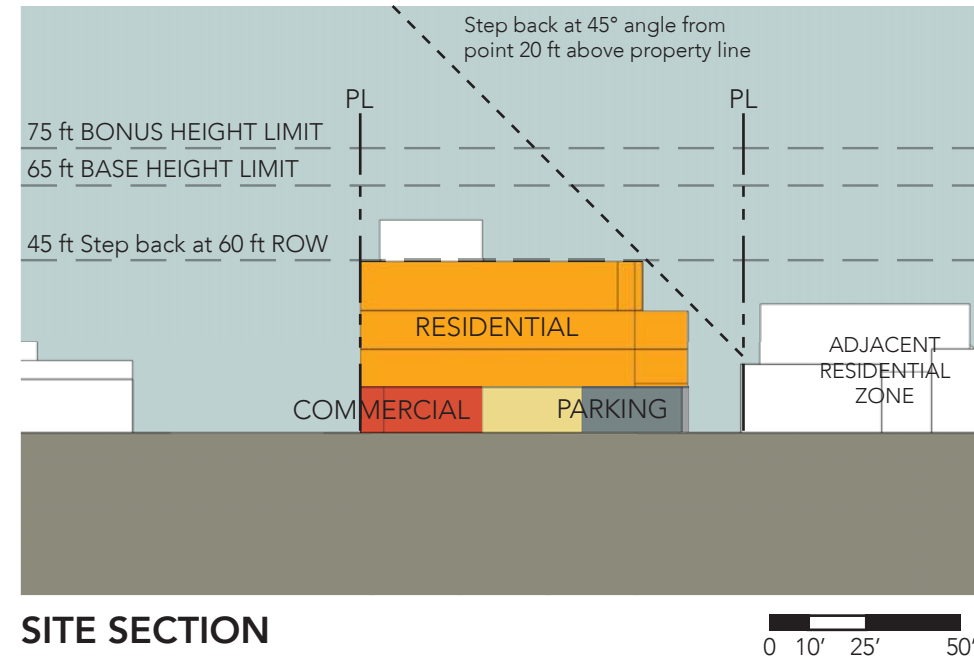 Step back at 45° angle from
point 20 ft above property line
PL
PL
75 ft BONUS HEIGHT LIMIT
65 ft BASE HEIGHT LIMIT
45 ft Step back at 60 ft ROW
RESIDENTIAL
ADJACENT
RESIDENTIAL
ZONE
COMMERCIAL
PARKING
SITE SECTION
0 10' 25' 50'